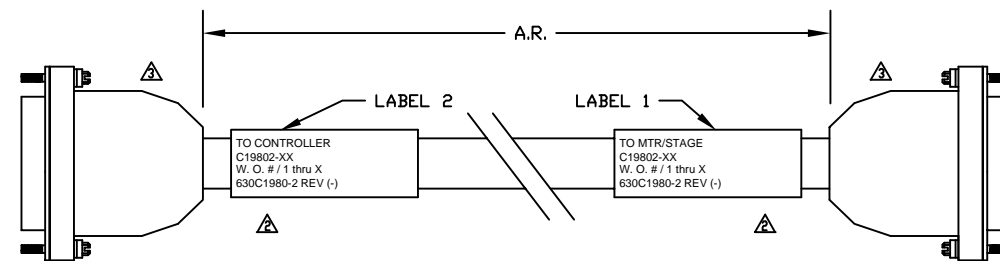 A.R.
3
3
LABEL 2
LABEL 1
TO CONTROLLER
C19802-XX
W. O. # / 1 thru X
630C1980-2 REV (-)
TO MTR/STAGE
C19802-XX
W. O. # / 1 thru X
630C1980-2 REV (-)
2
2